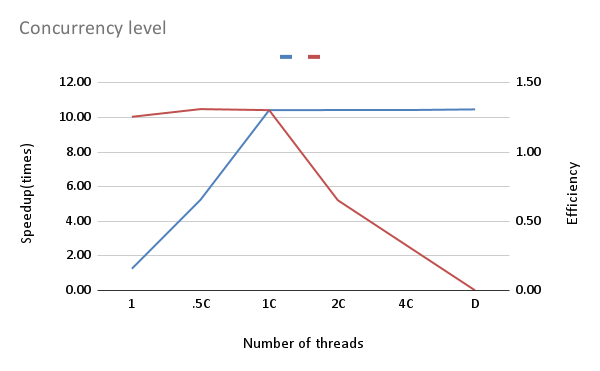 Concurrency level
12.00
10.00
8.00
6.00
4.00
2.00
0.00
Speedup(times)
1.50
1.00
0.50
0.00
Efficiency
1 .5C 1C 2C 4C D
Number of threads